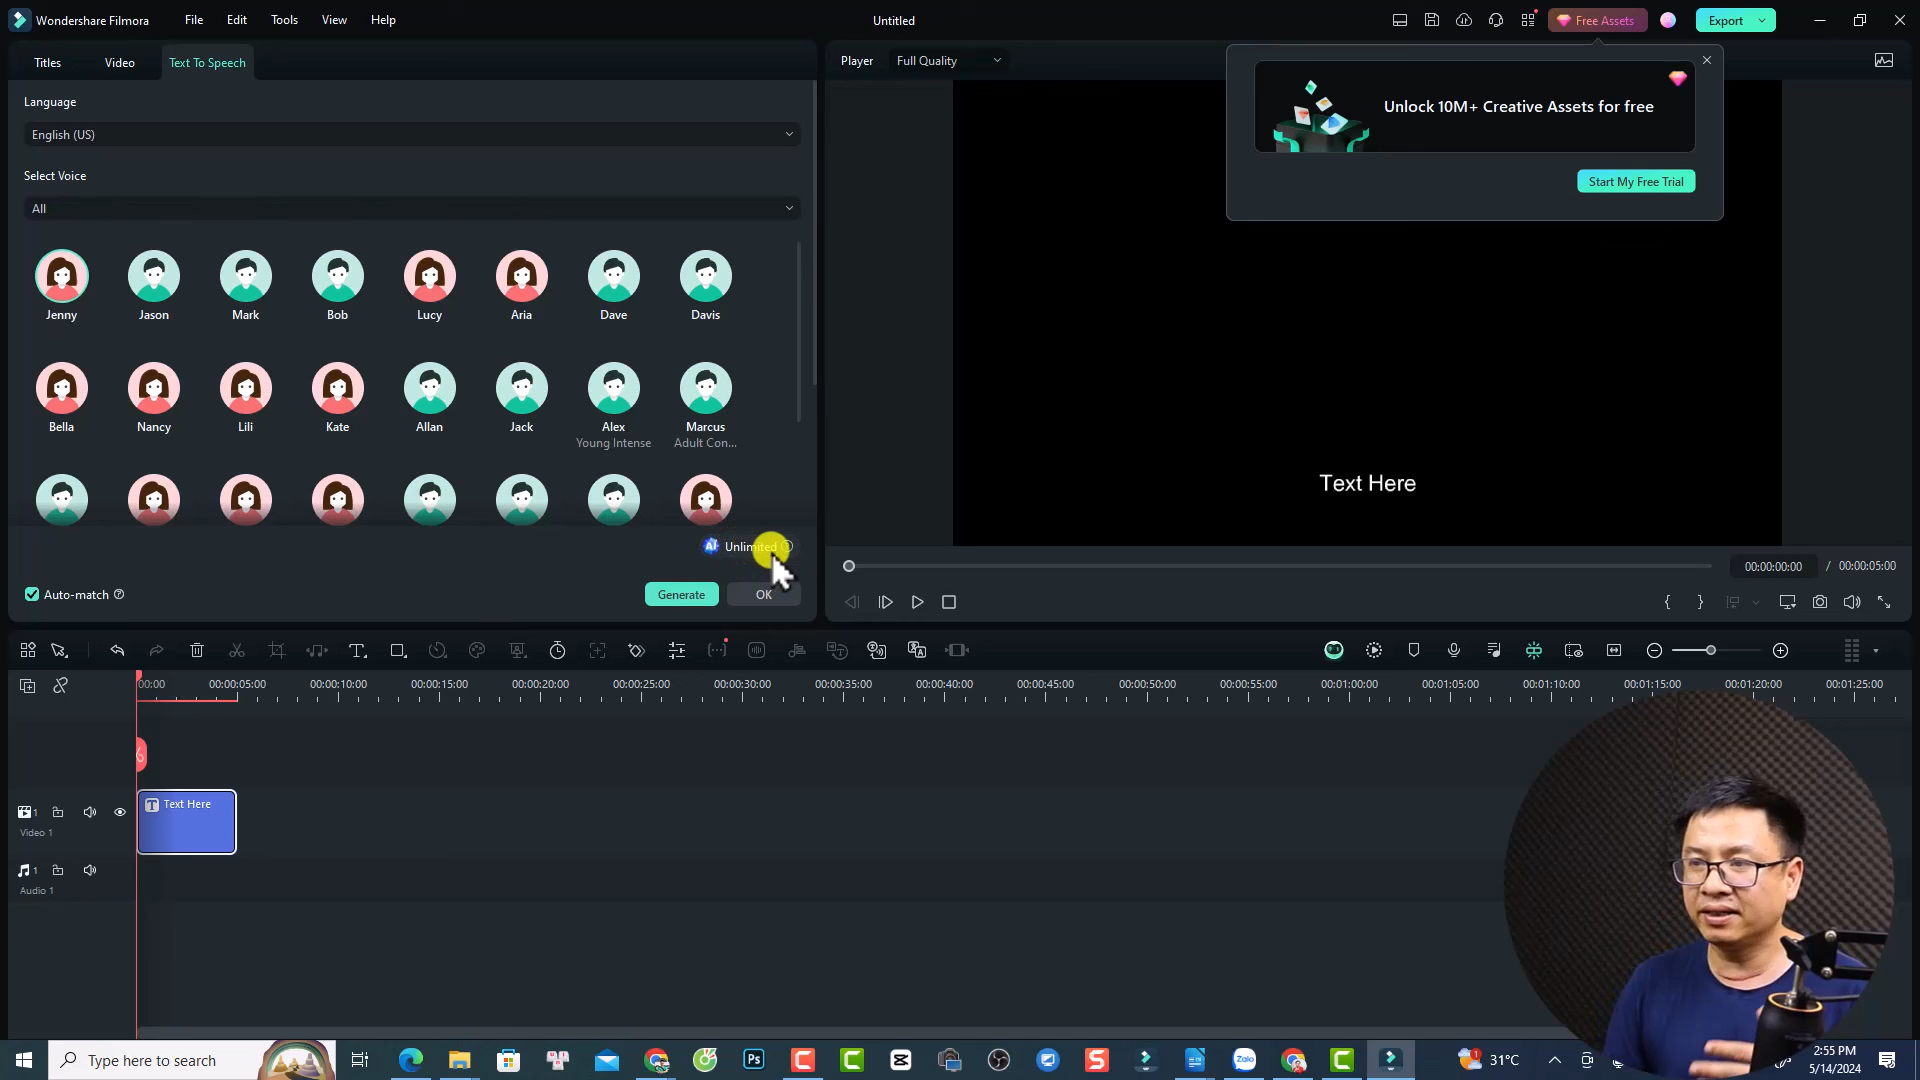 Wondershare Filmora
File
Edit
Tools
View
Help
Untitled
Free Assets
Export
Titles
Video
Text To Speech
Player
Full Quality
Language
English (US)
Select Voice
All
Unlock 10M+ Creative Assets for free
Start My Free Trial
Jenny
Jason
Mark
Bob
Lucy
Aria
Dave
Davis
Bella
Nancy
Lili
Kate
Allan
Jack
Alex
Marcus
Young Intense
Adult Con...
Text Here
AI Unlimited
Auto-match
Generate
OK
00:00:00:00 / 00:00:05:00
00:00
00:00:05:00
00:00:10:00
00:00:15:00
00:00:20:00
00:00:25:00
00:00:30:00
00:00:35:00
00:00:40:00
00:00:45:00
00:00:50:00
00:00:55:00
00:01:00:00
00:01:05:00
00:01:10:00
00:01:15:00
00:01:20:00
00:01:25:00
T Text Here
1
Video 1
1
Audio 1
Type here to search
Ps
C
C
S
Zalo
C
1
31°C
2:55 PM
5/14/2024